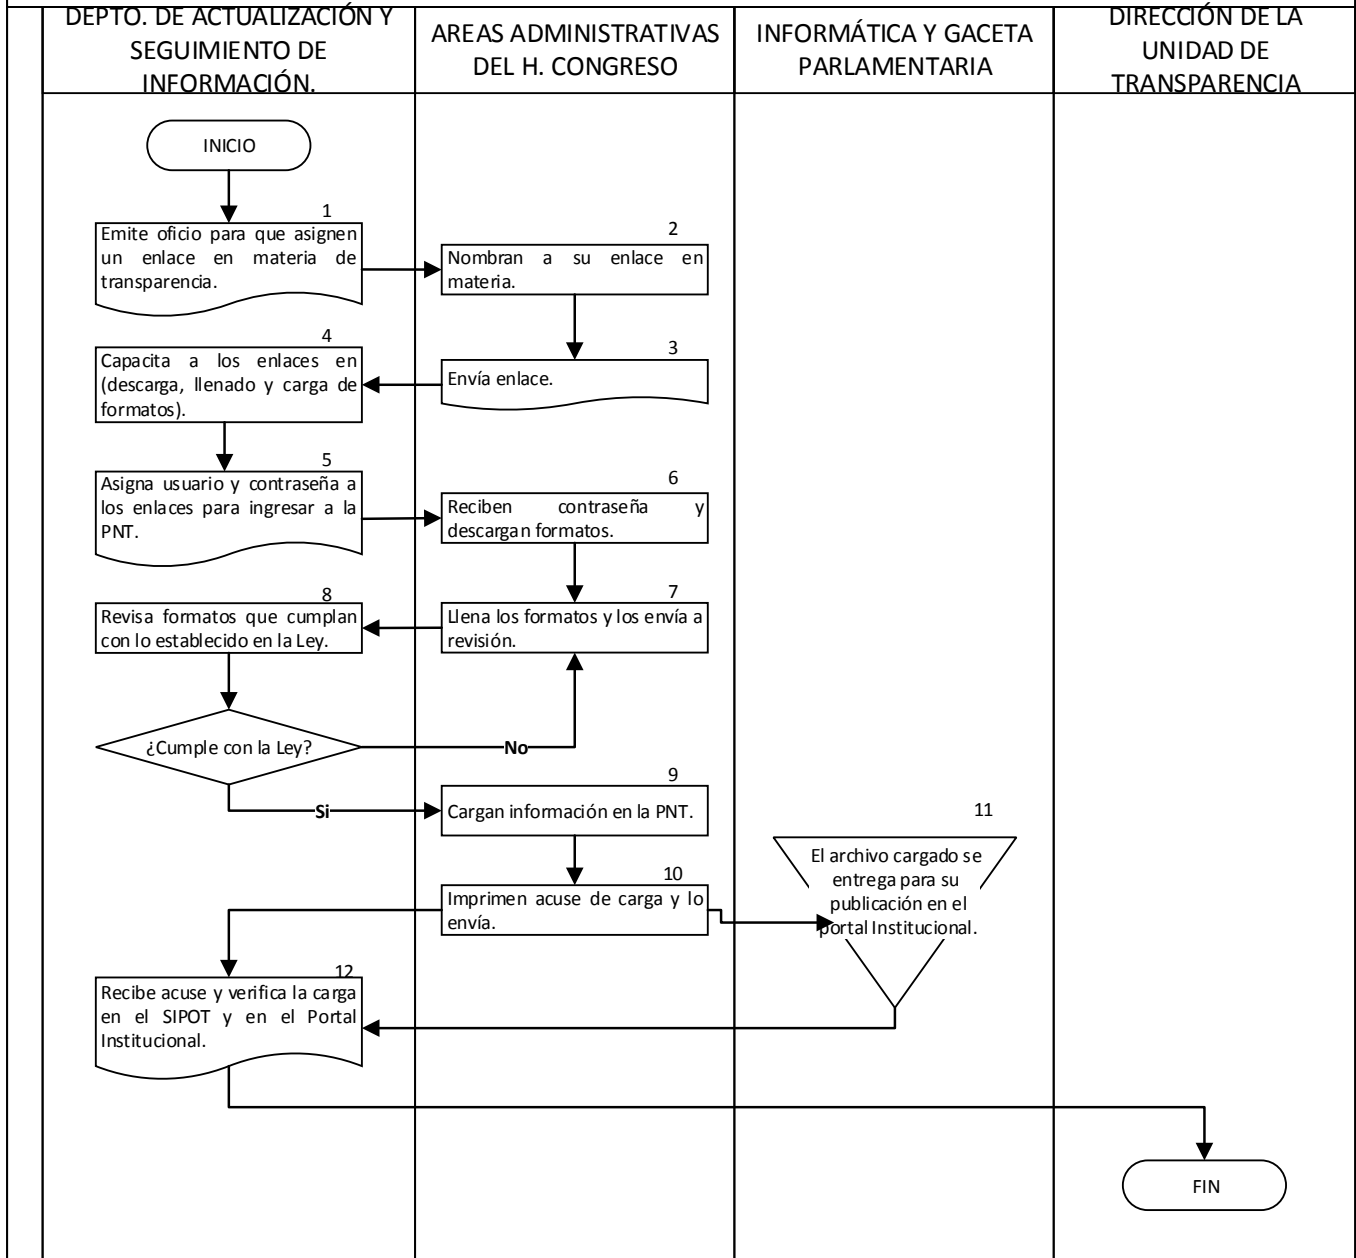 DEPTO. DE ACTUALIZACIÓN Y
SEGUIMIENTO DE
INFORMACIÓN.
AREAS ADMINISTRATIVAS
DEL H. CONGRESO
INFORMÁTICA Y GACETA
PARLAMENTARIA
DIRECCIÓN DE LA
UNIDAD DE
TRANSPARENCIA
INICIO
1
Emite oficio para que asignen
un enlace en materia de
transparencia.
2
Nombran a su enlace en
materia.
3
Envía enlace.
4
Capacita a los enlaces en
(descarga, llenado y carga de
formatos).
5
Asigna usuario y contraseña a
los enlaces para ingresar a la
PNT.
6
Reciben contraseña y
descargan formatos.
7
Llena los formatos y los envía a
revisión.
8
Revisa formatos que cumplan
con lo establecido en la Ley.
¿Cumple con la Ley?
No
Si
9
Cargan información en la PNT.
10
Imprimen acuse de carga y lo
envía.
11
El archivo cargado se
entrega para su
publicación en el
portal Institucional.
12
Recibe acuse y verifica la carga
en el SIPOT y en el Portal
Institucional.
FIN